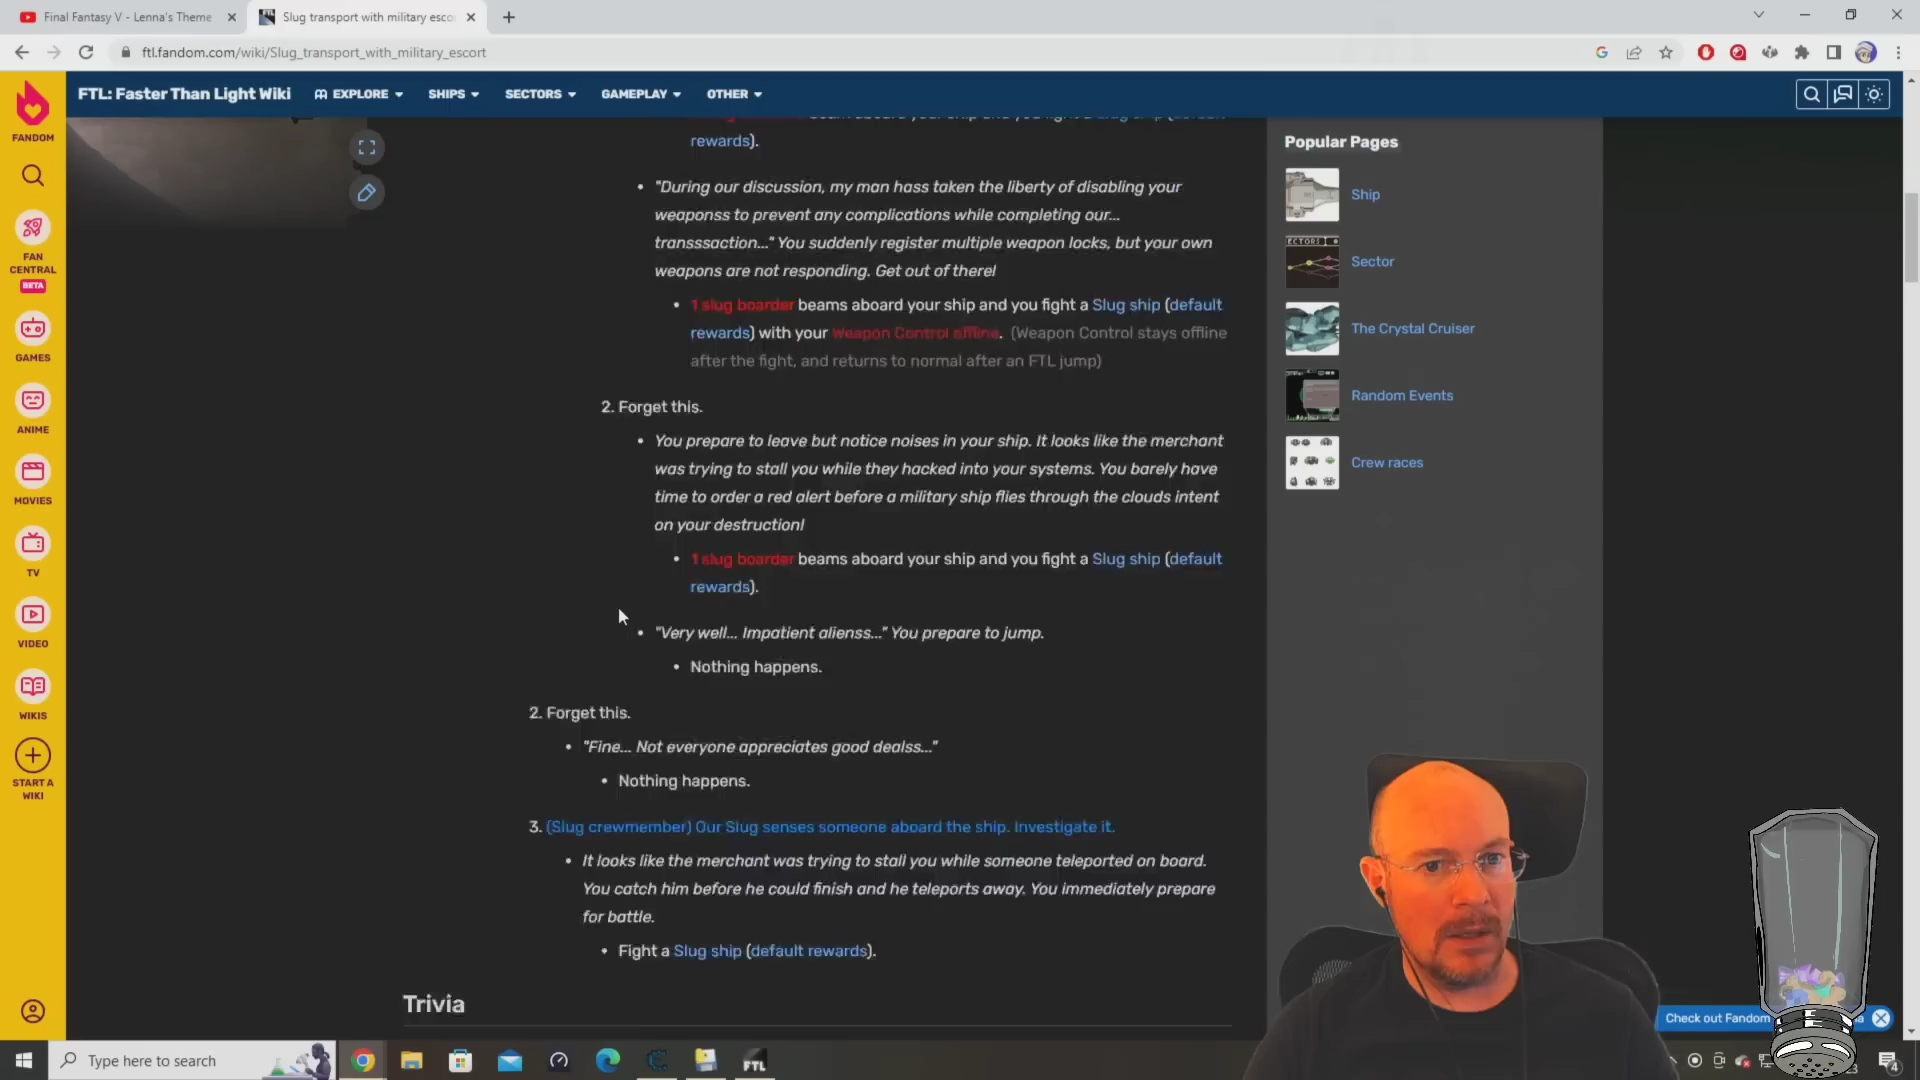 Final Fantasy V - Lenna's Theme
Slug transport with military esco
ftl.fandom.com/wiki/Slug_transport_with_military_escort
FANDOM
FAN CENTRAL
BETA
GAMES
ANIME
MOVIES
TV
VIDEO
WIKIS
START A WIKI
FTL: Faster Than Light Wiki
EXPLORE
SHIPS
SECTORS
GAMEPLAY
OTHER
rewards).
"During our discussion, my man hass taken the liberty of disabling your
weaponss to prevent any complications while completing our...
transssaction..." You suddenly register multiple weapon locks, but your own
weapons are not responding. Get out of there!
1 slug boarder beams aboard your ship and you fight a Slug ship (default
rewards) with your Weapon Control offline. (Weapon Control stays offline
after the fight, and returns to normal after an FTL jump)
2. Forget this.
You prepare to leave but notice noises in your ship. It looks like the merchant
was trying to stall you while they hacked into your systems. You barely have
time to order a red alert before a military ship flies through the clouds intent
on your destruction!
1 slug boarder beams aboard your ship and you fight a Slug ship (default
rewards).
"Very well... Impatient alienss..." You prepare to jump.
Nothing happens.
2. Forget this.
"Fine... Not everyone appreciates good dealss..."
Nothing happens.
3. (Slug crewmember) Our Slug senses someone aboard the ship. Investigate it.
It looks like the merchant was trying to stall you while someone teleported on board.
You catch him before he could finish and he teleports away. You immediately prepare
for battle.
Fight a Slug ship (default rewards).
Trivia
Popular Pages
Ship
Sector
The Crystal Cruiser
Random Events
Crew races
Check out Fandom
Type here to search
FTL
4